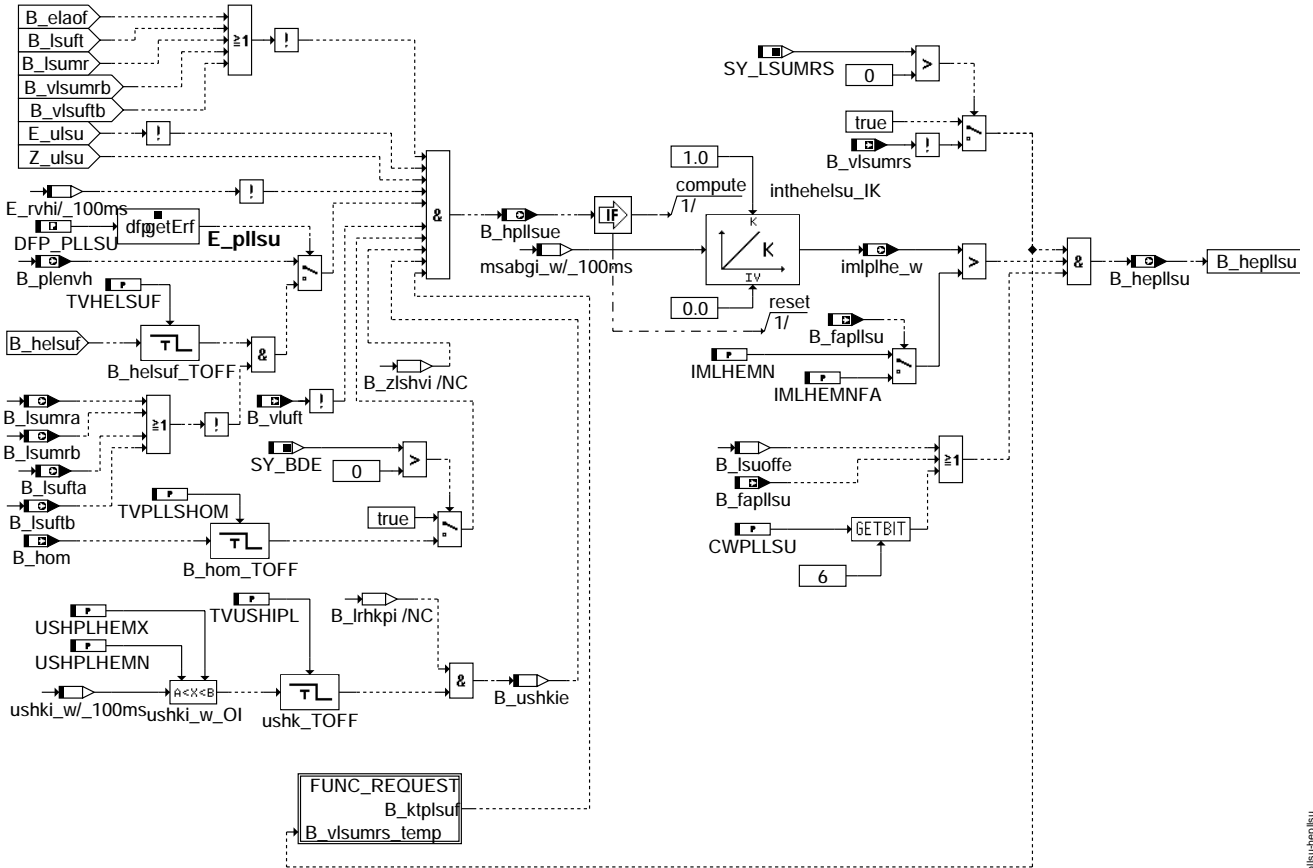 B_elaof
B_lsuft
B_lsumr
B_vlsumrb
B_vlsuftb
E_ulsu
Z_ulsu
≥1
!
!
E_rvhi/_100ms
!
DFP_PLLSU
dfpgetErf
E_pllsu
B_plenvh
TVHELSUF
B_helsuf
B_helsuf_TOFF
&
B_lsumra
B_lsumrb
B_lsufta
B_lsuftb
≥1
!
B_vluft
!
B_zlshvi /NC
SY_BDE
0
>
true
TVPLLSHOM
B_hom
B_hom_TOFF
USHPLHEMX
USHPLHEMN
ushki_w/_100ms
A<X<B
ushki_w_OI
TVUSHIPL
ushk_TOFF
B_lrhkpi /NC
&
B_ushkie
FUNC_REQUEST
B_ktplsuf
B_vlsumrs_temp
&
B_hpllsue
IF
compute
1/
msabgi_w/_100ms
1.0
inthehelsu_IK
K
K
IV
0.0
reset
1/
imlplhe_w
SY_LSUMRS
0
>
true
B_vlsumrs
!
>
B_fapllsu
IMLHEMN
IMLHEMNFA
B_lsuoffe
B_fapllsu
≥1
CWPLLSU
GETBIT
6
&
B_hepllsu
B_hepllsu